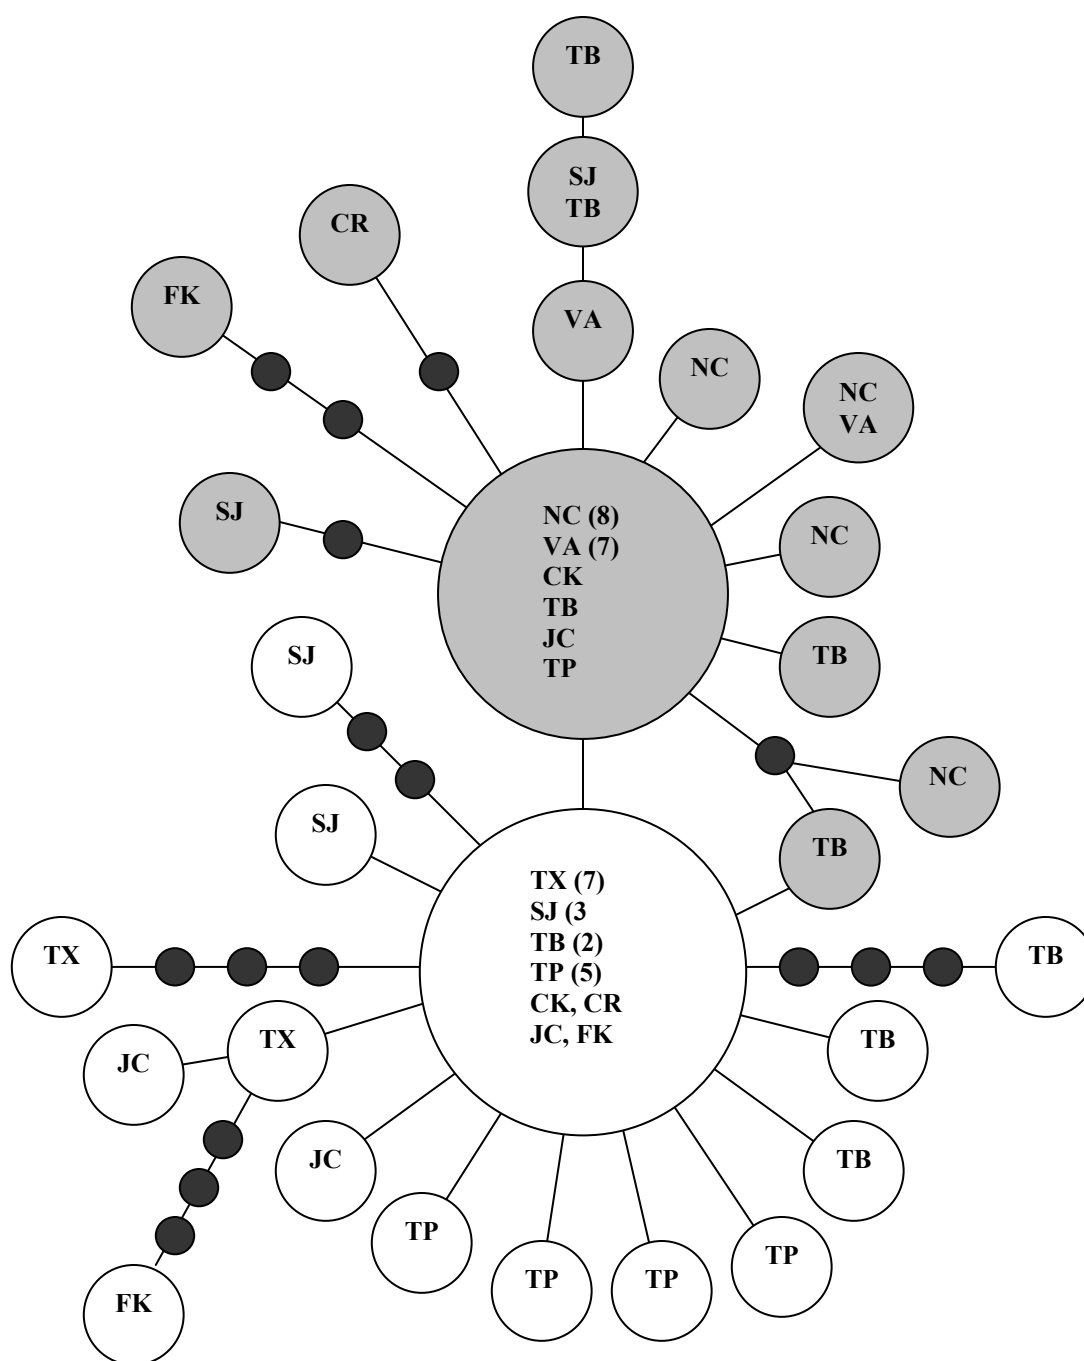 TB
SJ
TB
CR
FK
VA
NC
NC
VA
SJ
NC (8)
VA (7)
CK
TB
JC
TP
NC
TB
SJ
NC
SJ
TB
TX (7)
SJ (3
TB (2)
TP (5)
CK, CR
JC, FK
TX
TB
TX
JC
TB
JC
TB
TP
TP
TP
TP
FK